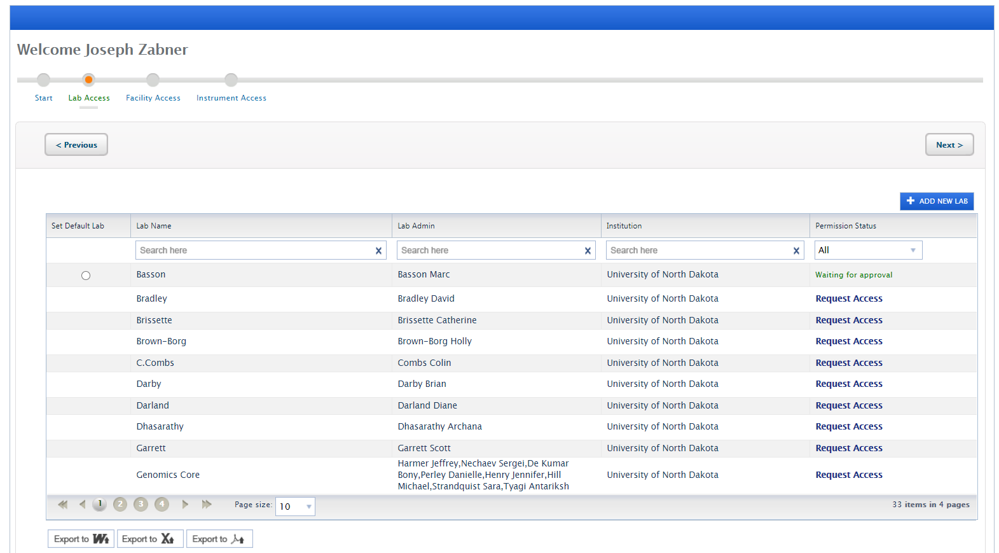 Welcome Joseph Zabner
Start Lab Access Facility Access Instrument Access
< Previous Next >
ADD NEW LAB
Set Default Lab Lab Name Lab Admin Institution Permission Status
Search here X Search here X Search here X All
Basson Basson Marc University of North Dakota Waiting for approval
Bradley Bradley David University of North Dakota Request Access
Brissette Brissette Catherine University of North Dakota Request Access
Brown-Borg Brown-Borg Holly University of North Dakota Request Access
C.Combs Combs Colin University of North Dakota Request Access
Darby Darby Brian University of North Dakota Request Access
Darland Darland Diane University of North Dakota Request Access
Dhasarathy Dhasarathy Archana University of North Dakota Request Access
Garrett Garrett Scott University of North Dakota Request Access
Harmer Jeffrey,Nechaev Sergei,De Kumar
Genomics Core Bony,Perley Danielle,Henry Jennifer,Hill University of North Dakota Request Access
Michael,Strandquist Sara,Tyagi Antariksh
1 2 3 4 Page size: 10 33 items in 4 pages
Export to W Export to X Export to